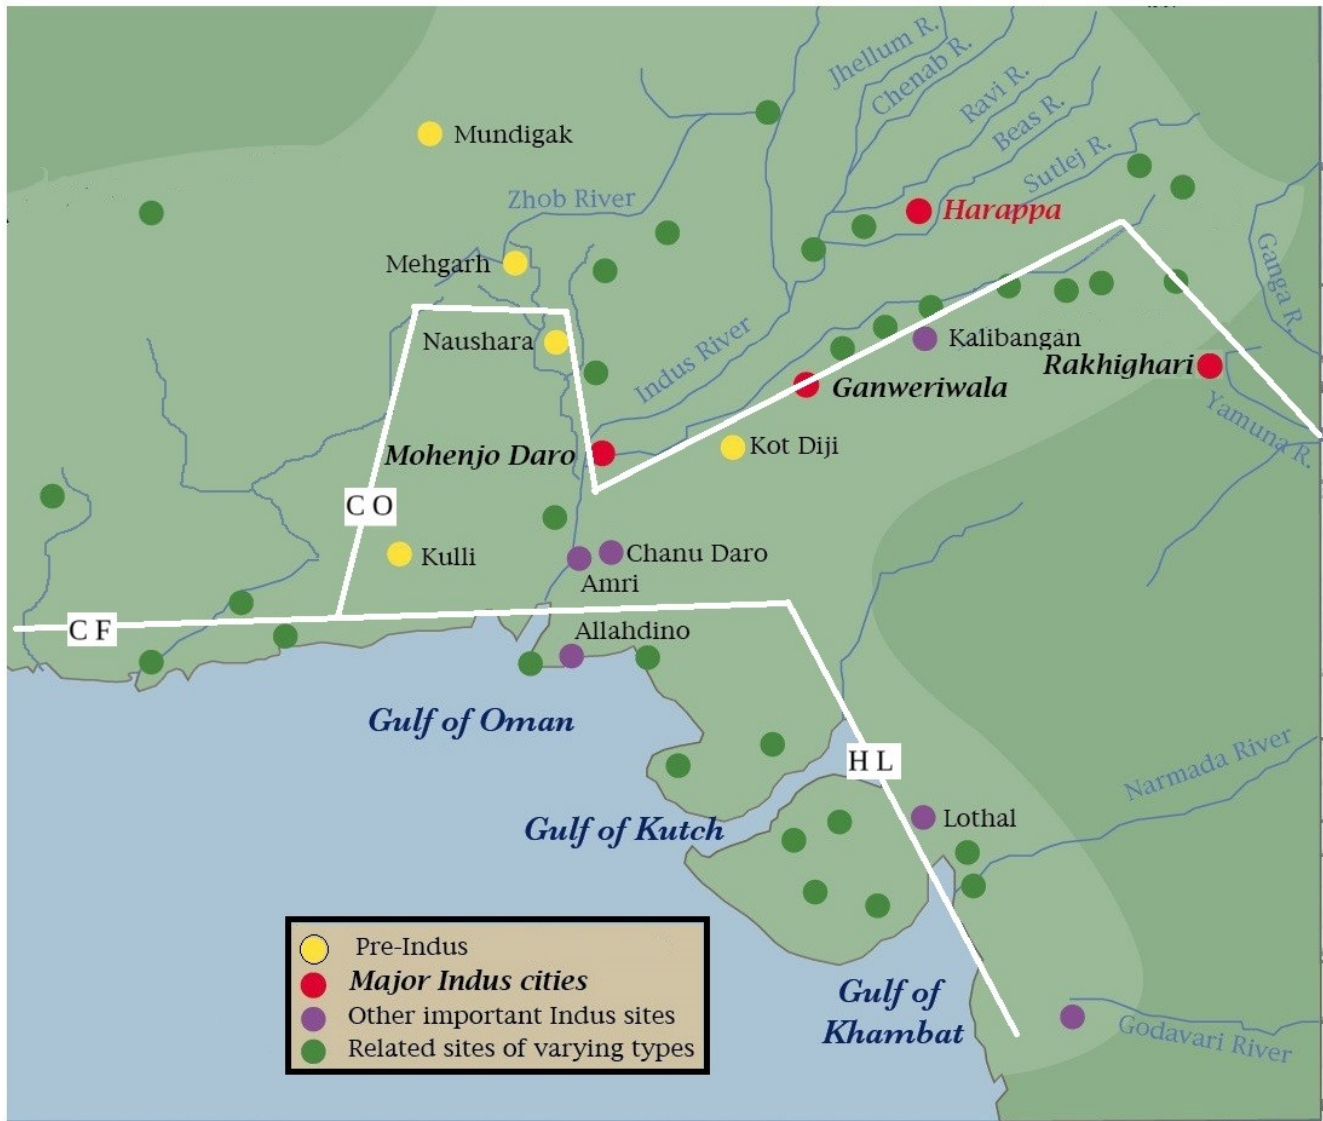 Jhellum R.
Chenab R.
Ravi R.
Beas R.
Sutlej R.
Mundigak
Zhob River
Harappa
Ganga R.
Mehgarh
Naushara
Indus River
Kalibangan
Rakhighari
Ganweriwala
Yamuna R.
Mohenjo Daro
Kot Diji
C O
Kulli
Chanu Daro
Amri
C F
Allahdino
Gulf of Oman
H L
Narmada River
Gulf of Kutch
Lothal
Pre-Indus
Major Indus cities
Other important Indus sites
Related sites of varying types
Gulf of
Khambat
Godavari River